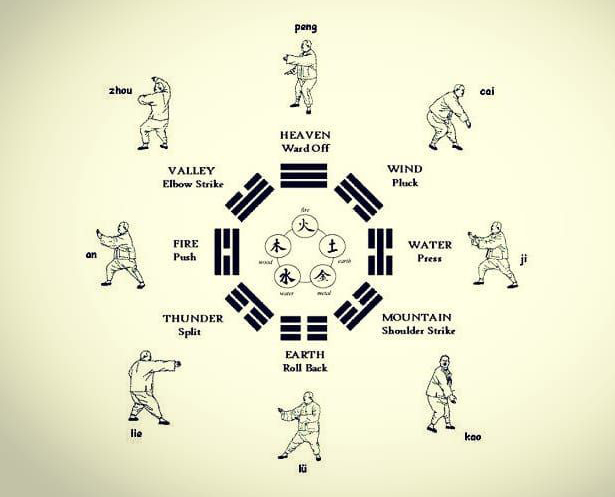 peng
zhou
cai
HEAVEN
Ward Off
VALLEY
Elbow Strike
WIND
Pluck
fire
火
木
土
wood
earth
水
金
water
metal
an
FIRE
Push
WATER
Press
ji
THUNDER
Split
MOUNTAIN
Shoulder Strike
EARTH
Roll Back
lie
kao
lü